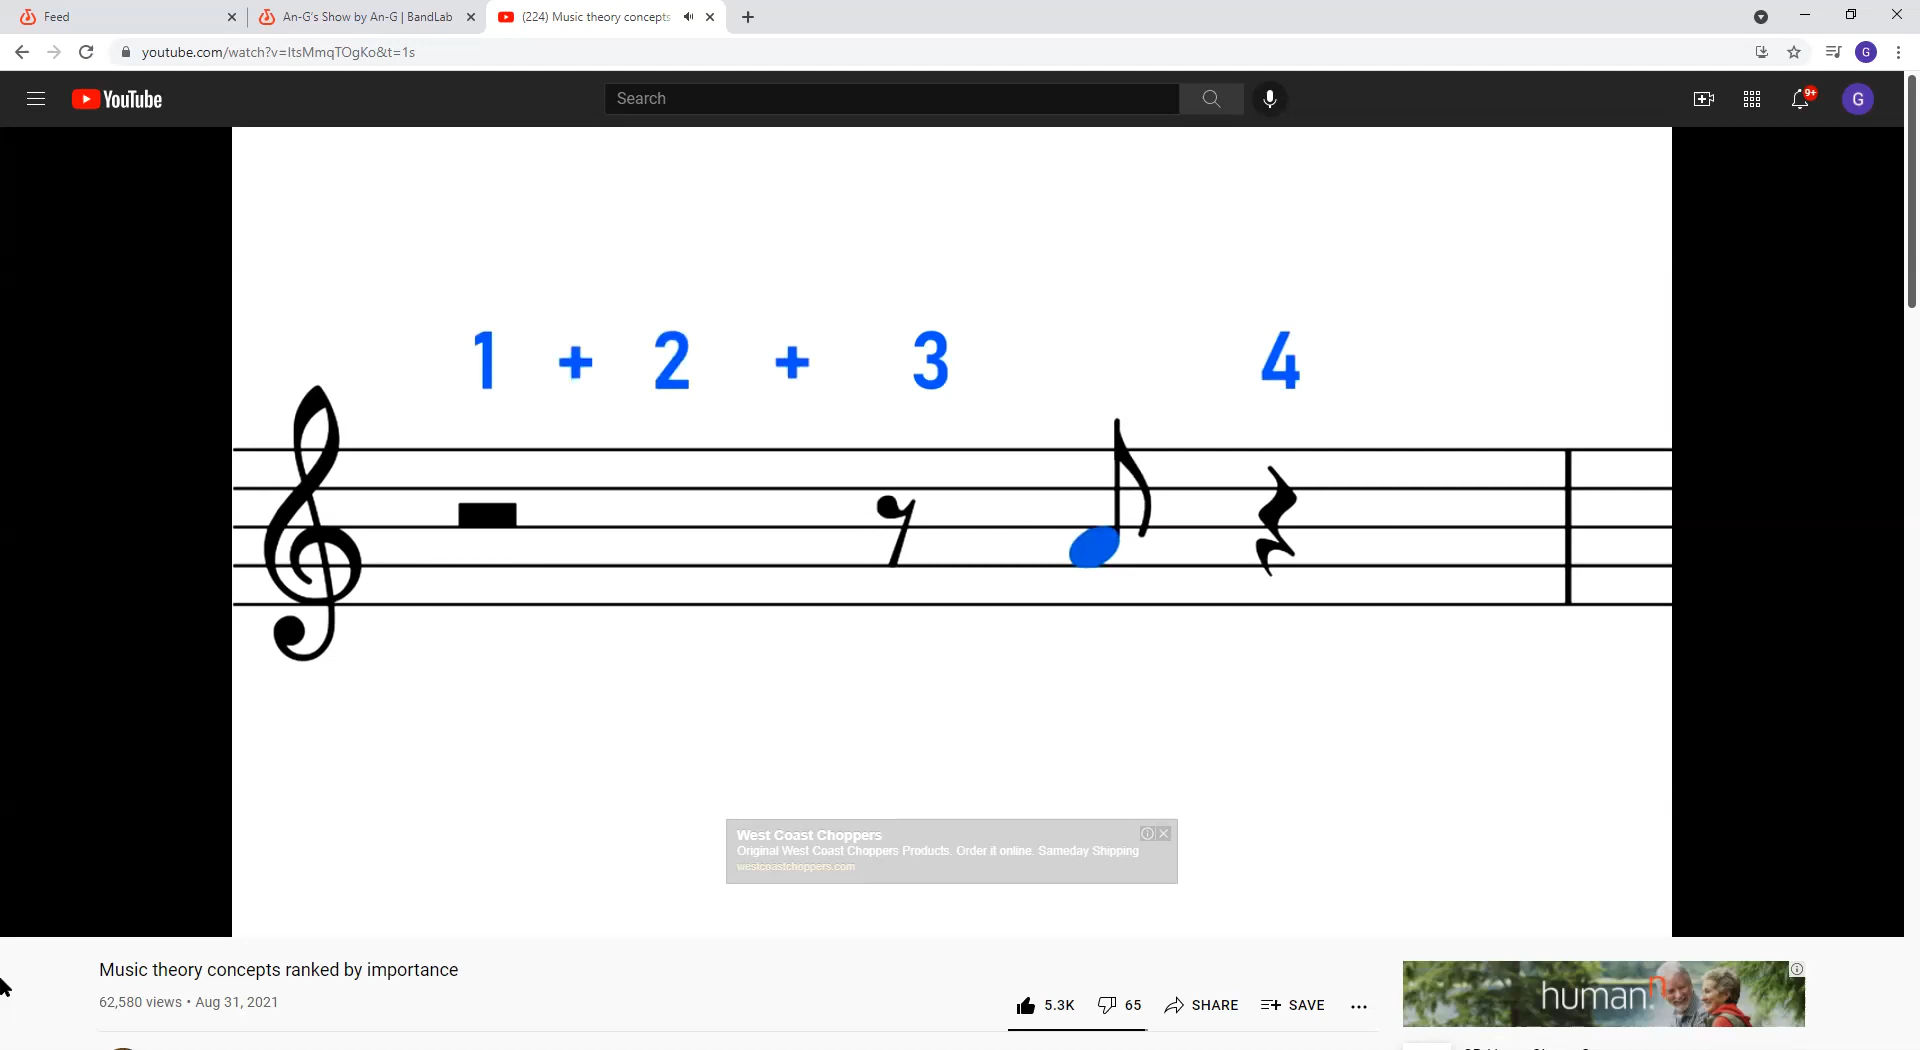 Feed
An-G's Show by An-G | BandLab
(224) Music theory concepts
youtube.com/watch?v=ItsMmqTOgKo&t=1s
G
YouTube
Search
9+
G
1 + 2 + 3 4
West Coast Choppers
Original West Coast Choppers Products. Order it online. Sameday Shipping
westcoastchoppers.com
Music theory concepts ranked by importance
62,580 views • Aug 31, 2021
5.3K 65 SHARE SAVE
human.n